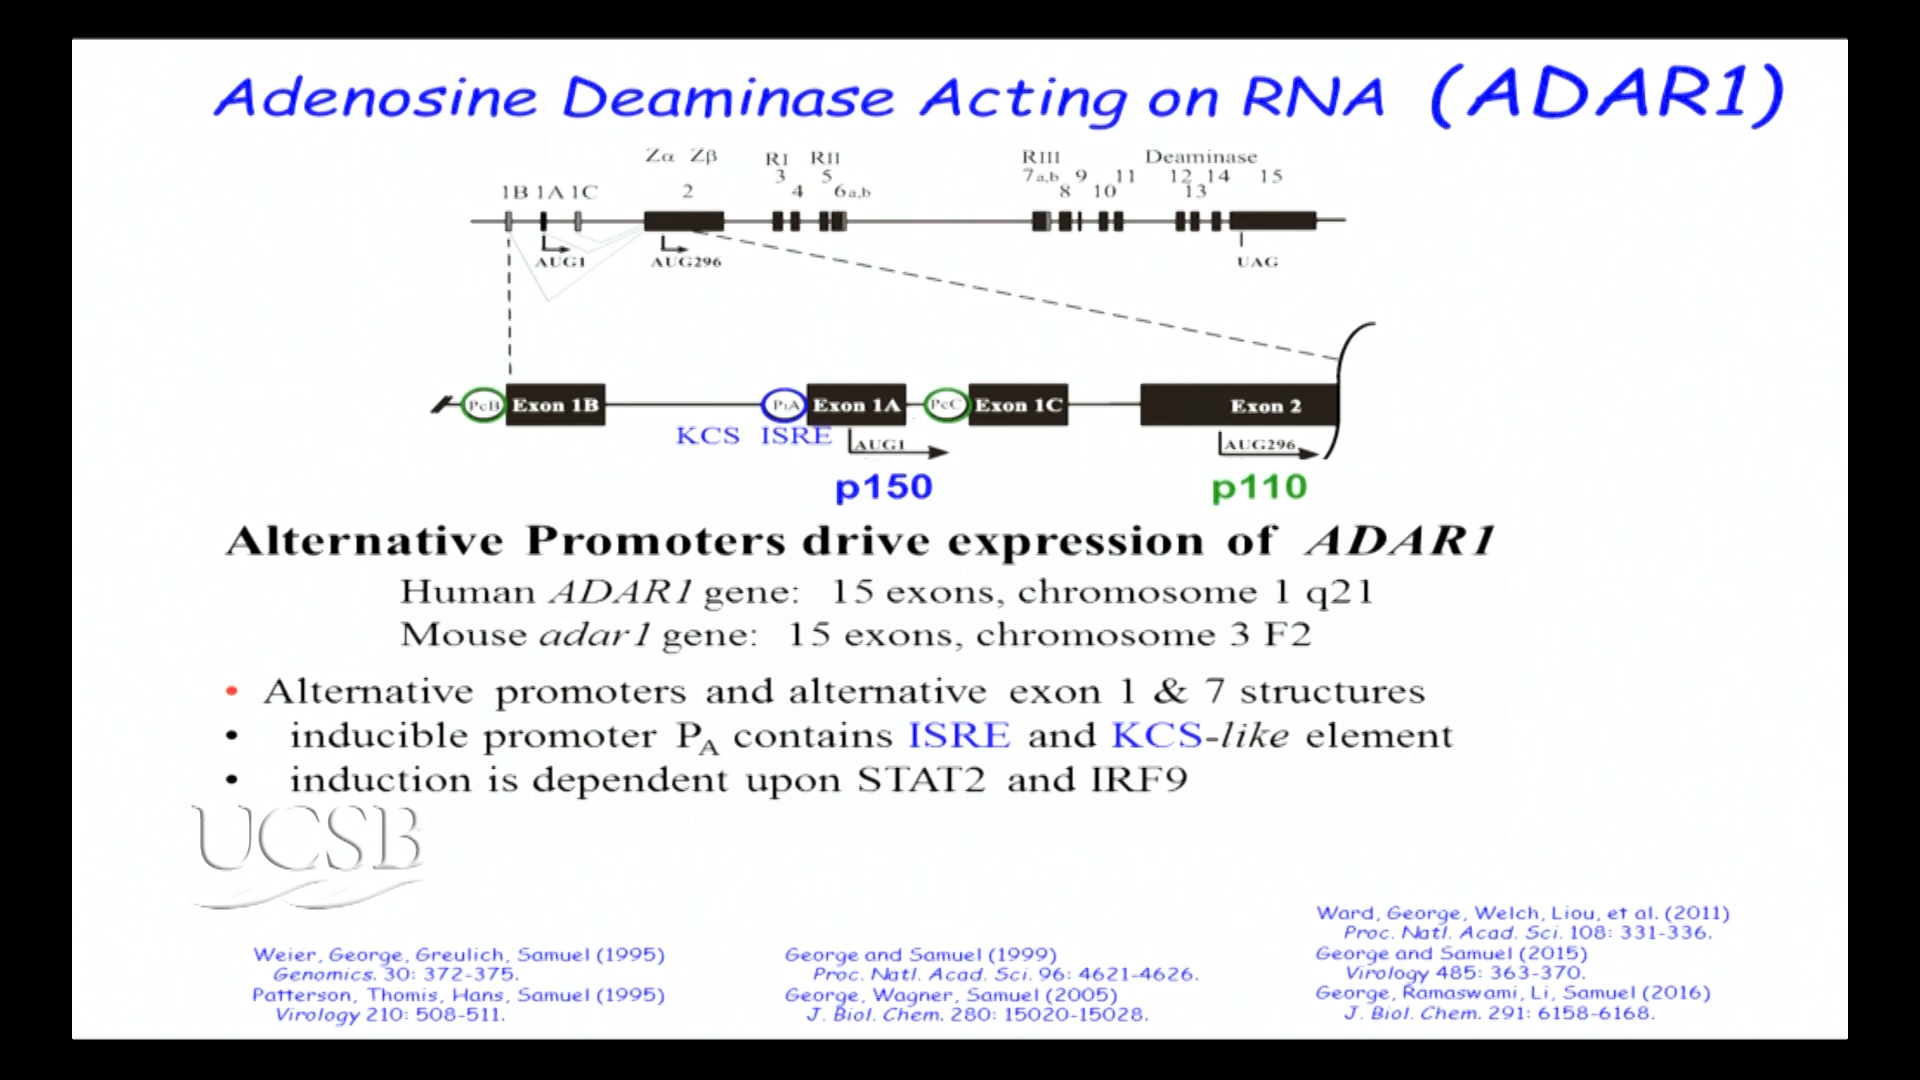 Adenosine Deaminase Acting on RNA (ADAR1)
Zα Zβ RI RII RIII Deaminase
1B 1A 1C 2 3 4 5 6a,b 7a,b 8 9 10 11 12 13 14 15
AUG1 AUG296 UAG
PcB Exon 1B PiA Exon 1A PcC Exon 1C Exon 2
KCS ISRE AUG1 AUG296
p150 p110
Alternative Promoters drive expression of ADAR1
Human ADAR1 gene: 15 exons, chromosome 1 q21
Mouse adar1 gene: 15 exons, chromosome 3 F2
• Alternative promoters and alternative exon 1 & 7 structures
• inducible promoter PA contains ISRE and KCS-like element
• induction is dependent upon STAT2 and IRF9
UCSB
Weier, George, Greulich, Samuel (1995)
Genomics. 30: 372-375.
Patterson, Thomis, Hans, Samuel (1995)
Virology 210: 508-511.
George and Samuel (1999)
Proc. Natl. Acad. Sci. 96: 4621-4626.
George, Wagner, Samuel (2005)
J. Biol. Chem. 280: 15020-15028.
Ward, George, Welch, Liou, et al. (2011)
Proc. Natl. Acad. Sci. 108: 331-336.
George and Samuel (2015)
Virology 485: 363-370.
George, Ramaswami, Li, Samuel (2016)
J. Biol. Chem. 291: 6158-6168.